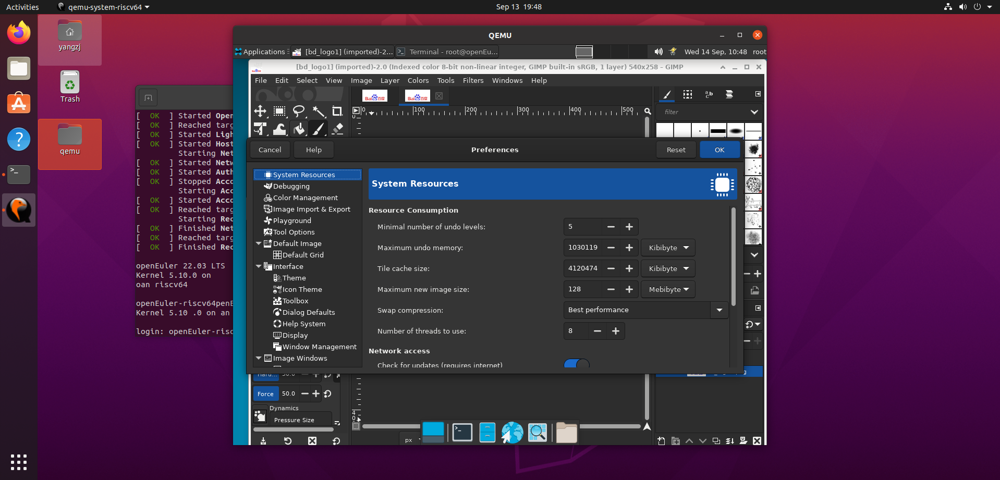 Activities
qemu-system-riscv64
Sep 13 19:48
yangzj
Trash
qemu
[ OK ] Started Open
[ OK ] Reached targ
[ OK ] Started Ligh
[ OK ] Started Host
Starting Net
[ OK ] Started Netw
[ OK ] Started Auth
[ OK ] Stopped Acco
Starting Acc
[ OK ] Started Acco
[ OK ] Reached targ
Starting Rec
[ OK ] Finished Net
[ OK ] Reached targ
[ OK ] Finished Rec
openEuler 22.03 LTS
Kernel 5.10.0 on
oan riscv64
openEuler-riscv64penE
Kernel 5.10 .0 on an
login: openEuler-risc
QEMU
Applications
[bd_logo1] (imported)-2...
Terminal - root@openEu...
Wed 14 Sep, 10:48
root
[bd_logo1] (imported)-2.0 (Indexed color 8-bit non-linear integer, GIMP built-in sRGB, 1 layer) 540x258 – GIMP
File Edit Select View Image Layer Colors Tools Filters Windows Help
Bai 百度
Bai 百度
0 100 200 300 400 500
0
filter
Cancel
Help
Preferences
Reset
OK
System Resources
Debugging
Color Management
Image Import & Export
Playground
Tool Options
Default Image
Default Grid
Interface
Theme
Icon Theme
Toolbox
Dialog Defaults
Help System
Display
Window Management
Image Windows
System Resources
Resource Consumption
Minimal number of undo levels: 5
Maximum undo memory: 1030119 Kibibyte
Tile cache size: 4120474 Kibibyte
Maximum new image size: 128 Mebibyte
Swap compression: Best performance
Number of threads to use: 8
Network access
Check for updates (requires internet)
Hard... 50.0
Force 50.0
Dynamics
Pressure Size
4
0
px